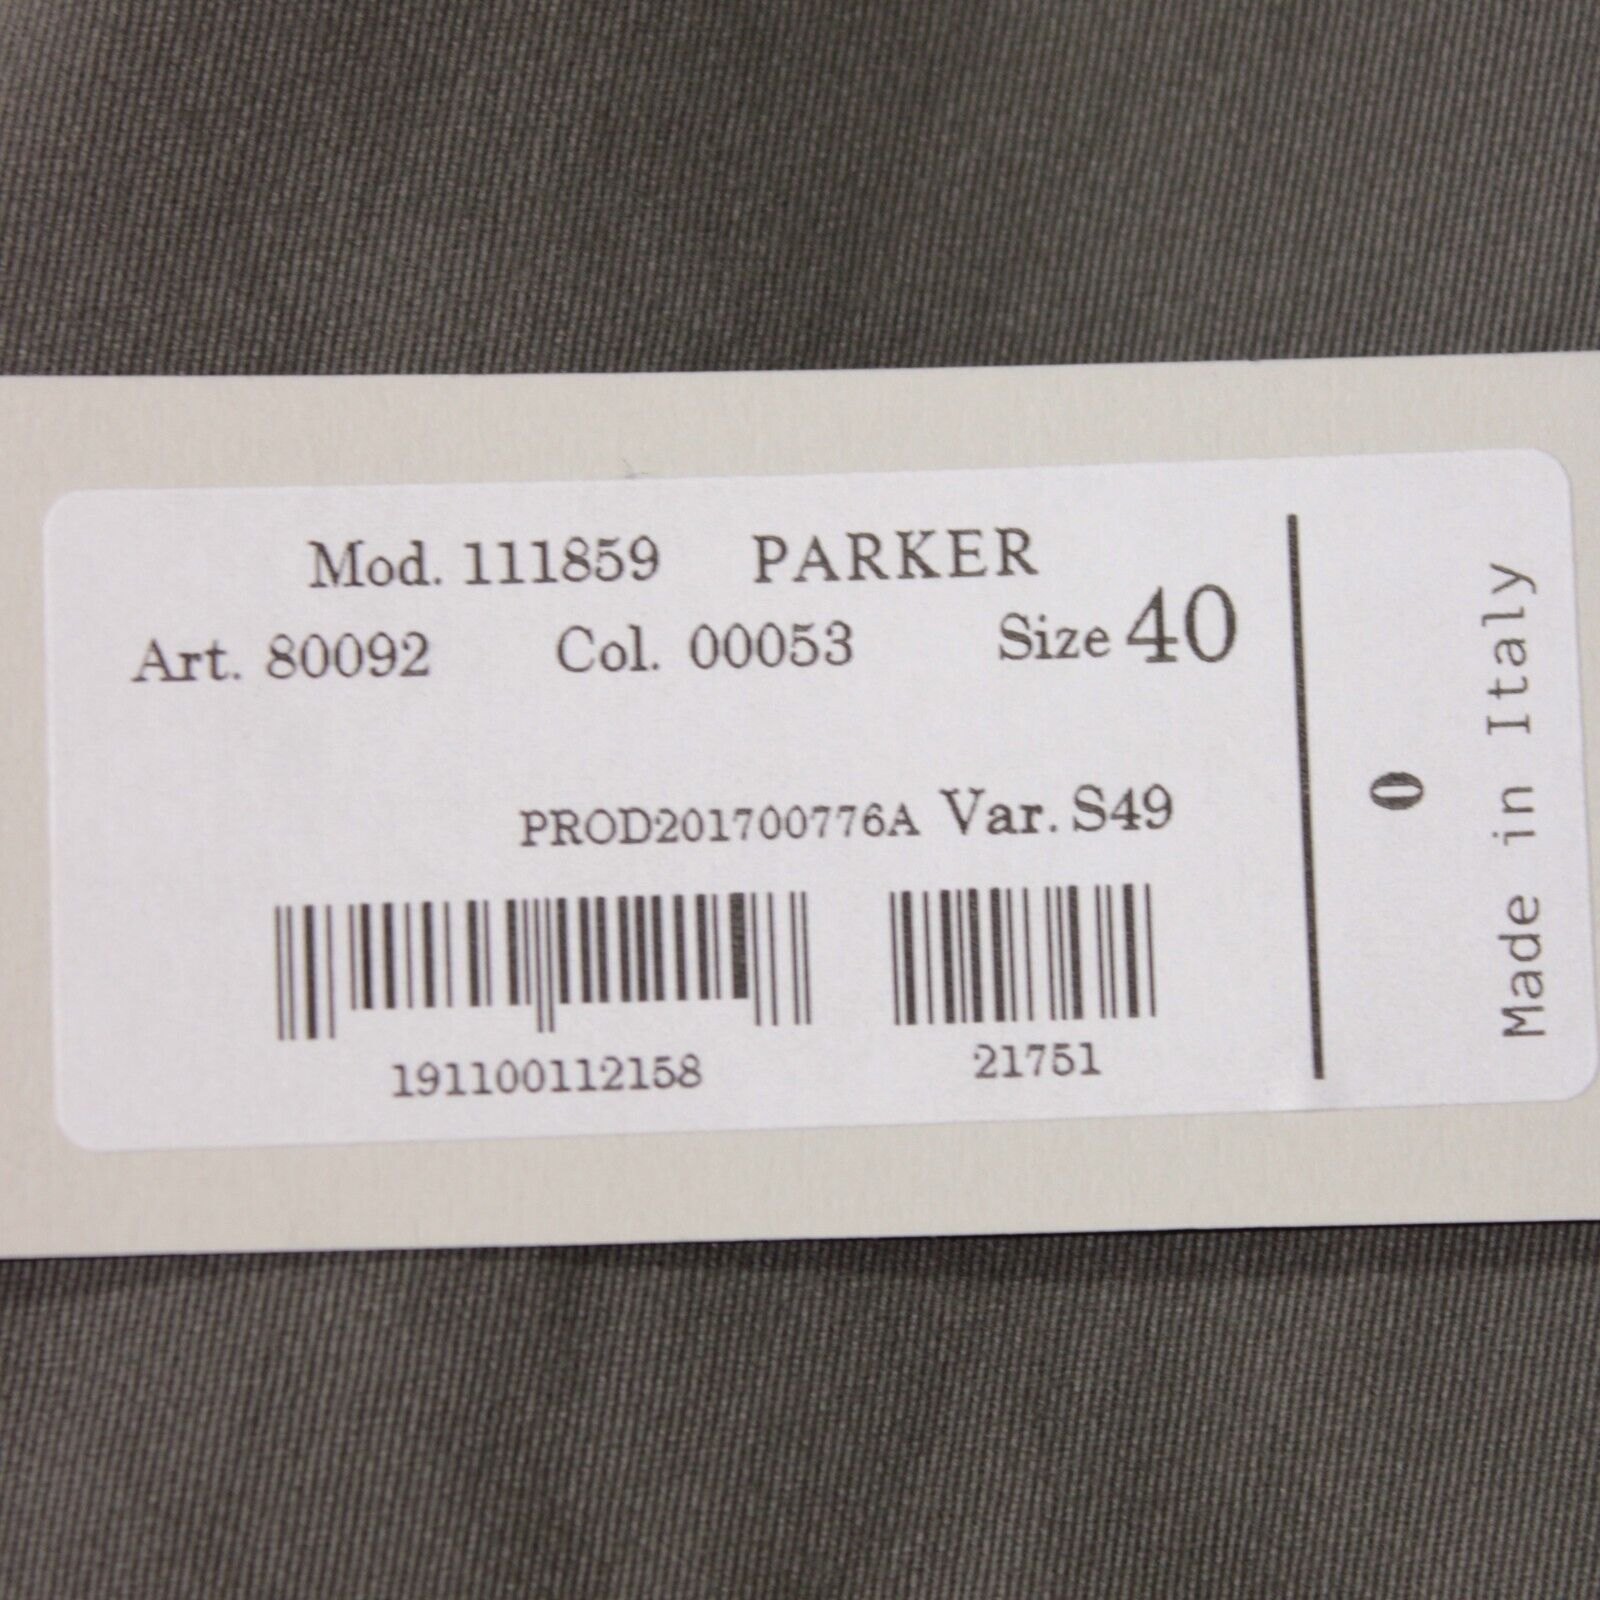 Mod. 111859 PARKER
Art. 80092 Col. 00053 Size 40
PROD201700776A Var. S49
191100112158 21751
0
Made in Italy